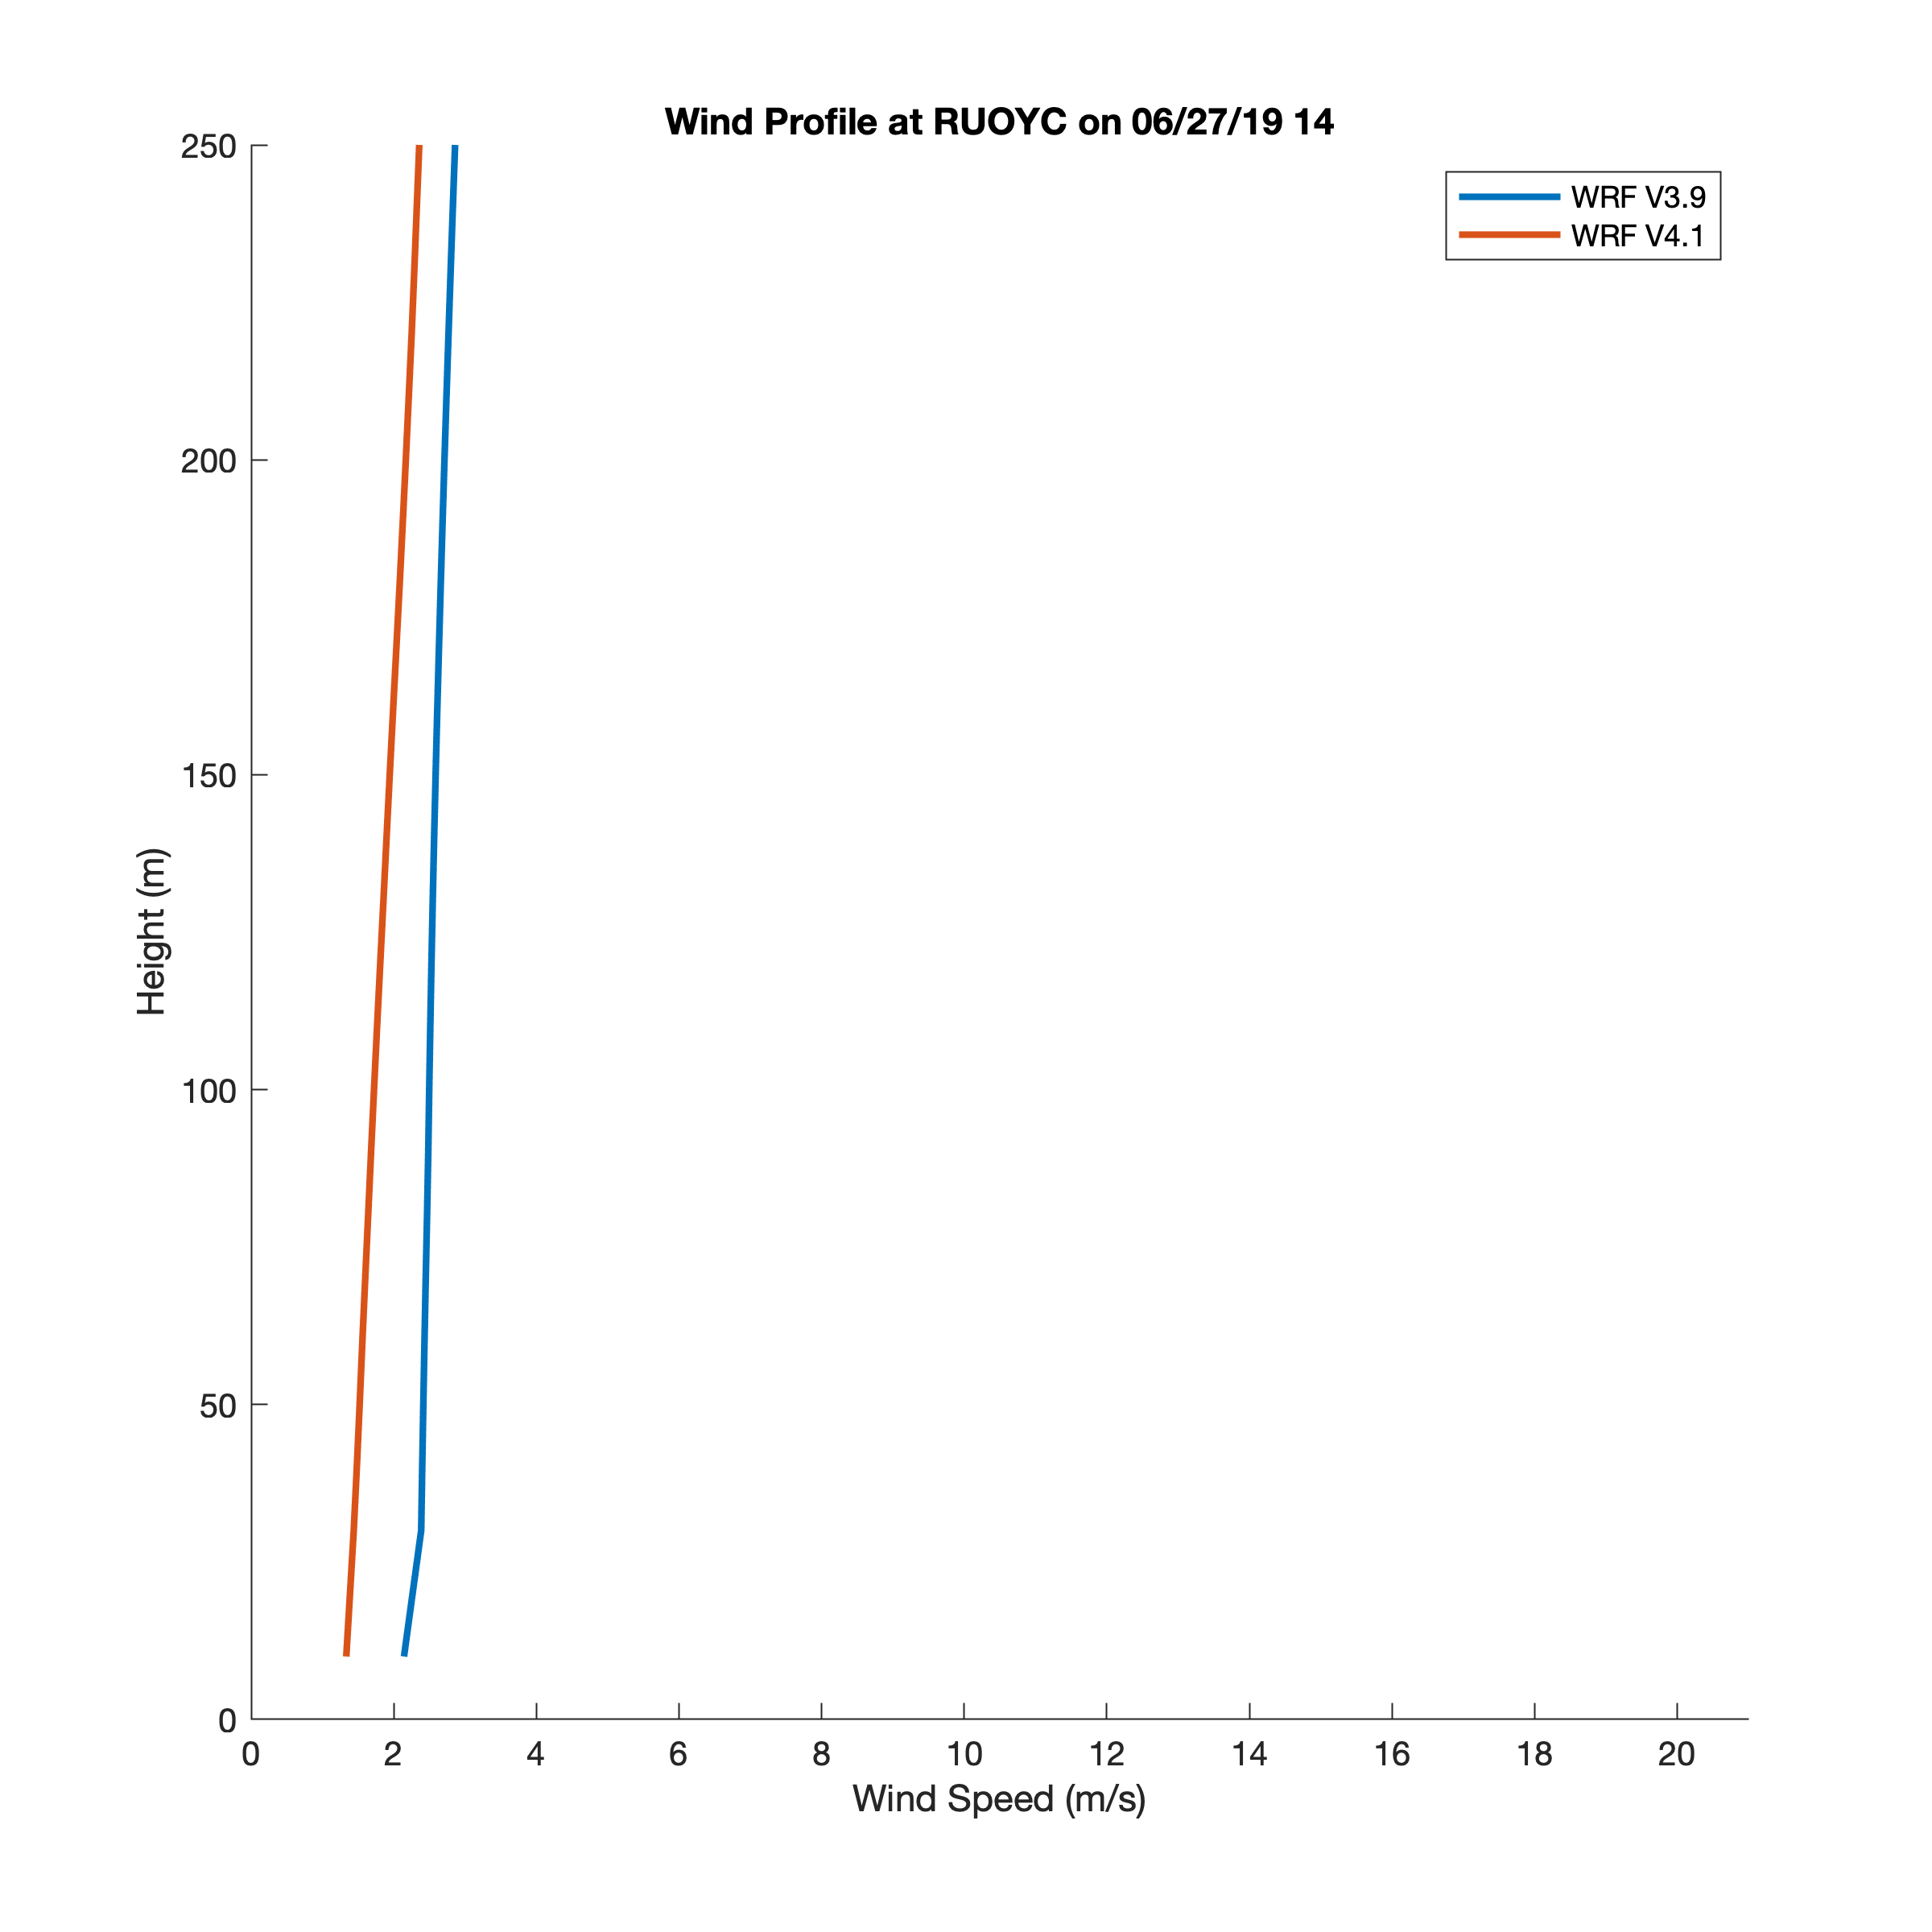 Wind Profile at RUOYC on 06/27/19 14
WRF V3.9
WRF V4.1
250
200
150
100
50
0
Height (m)
0 2 4 6 8 10 12 14 16 18 20
Wind Speed (m/s)